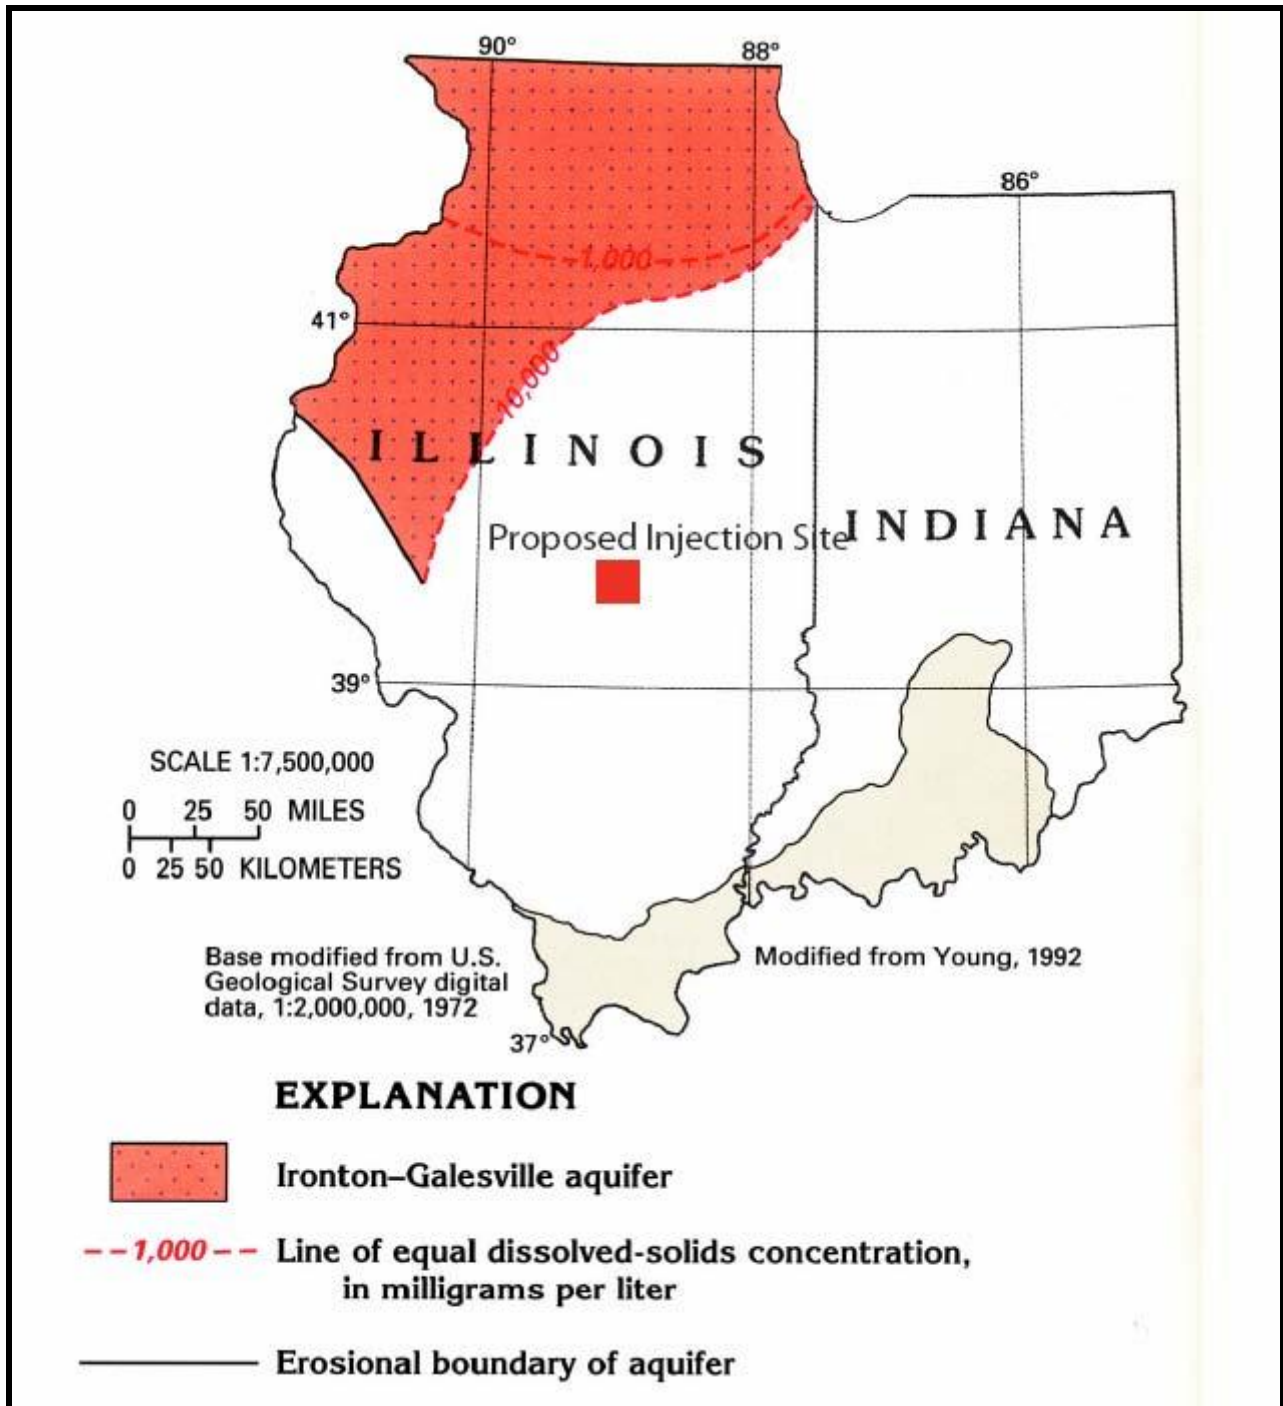 90°
88°
86°
1,000
41°
10,000
ILLINOIS
INDIANA
Proposed Injection Site
39°
SCALE 1:7,500,000
0 25 50 MILES
0 25 50 KILOMETERS
Base modified from U.S.
Geological Survey digital
data, 1:2,000,000, 1972
Modified from Young, 1992
37°
EXPLANATION
Ironton–Galesville aquifer
1,000
Line of equal dissolved-solids concentration,
in milligrams per liter
Erosional boundary of aquifer